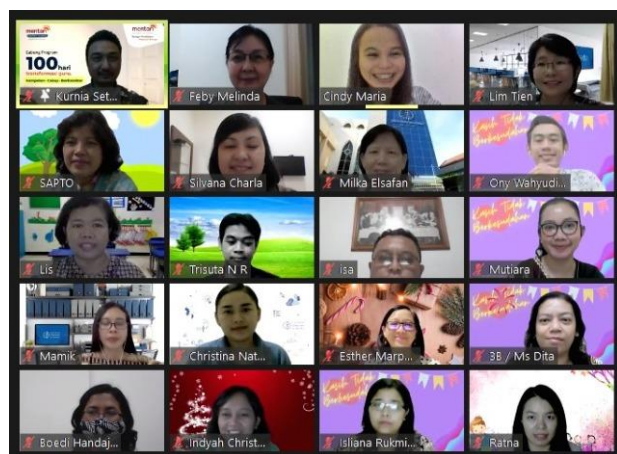 mentari
mentari
Gabung Program
100 hari
transformasi guru.
Kurnia Set...
Feby Melinda
Cindy Maria
Lim Tien
SAPTO
Silvana Charla
Milka Elsafan
Kasih Tidak
Berkesudahan
Ony Wahyudi...
Lis
Trisuta N R
Isa
Kasih Tidak
Berkesudahan
Mutiara
Mamik
Christina Nat...
Esther Marp...
Kasih Tidak
Berkesudahan
3B / Ms Dita
Boedi Handaj...
Indyah Christ...
Kasih Tidak
Berkesudahan
Isliana Rukmi...
Ratna